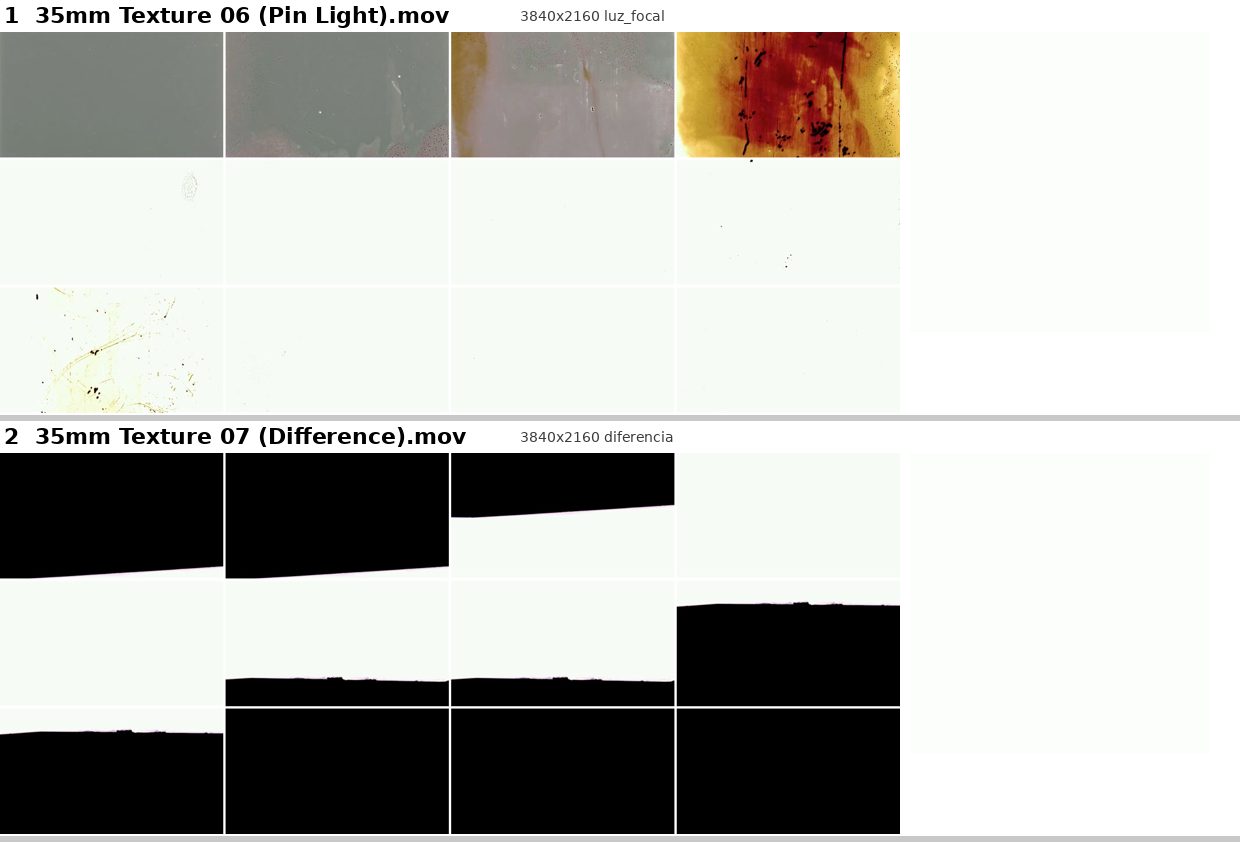 1 35mm Texture 06 (Pin Light).mov 3840x2160 luz_focal
2 35mm Texture 07 (Difference).mov 3840x2160 diferencia